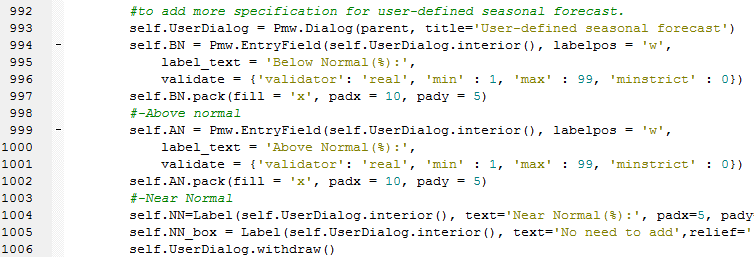 992 #to add more specification for user-defined seasonal forecast.
993 self.UserDialog = Pmw.Dialog(parent, title='User-defined seasonal forecast')
994 - self.BN = Pmw.EntryField(self.UserDialog.interior(), labelpos = 'w',
995 label_text = 'Below Normal(%):',
996 validate = {'validator': 'real', 'min' : 1, 'max' : 99, 'minstrict' : 0})
997 self.BN.pack(fill = 'x', padx = 10, pady = 5)
998 #-Above normal
999 - self.AN = Pmw.EntryField(self.UserDialog.interior(), labelpos = 'w',
1000 label_text = 'Above Normal(%):',
1001 validate = {'validator': 'real', 'min' : 1, 'max' : 99, 'minstrict' : 0})
1002 self.AN.pack(fill = 'x', padx = 10, pady = 5)
1003 #-Near Normal
1004 self.NN=Label(self.UserDialog.interior(), text='Near Normal(%):', padx=5, pady
1005 self.NN_box = Label(self.UserDialog.interior(), text='No need to add',relief='
1006 self.UserDialog.withdraw()